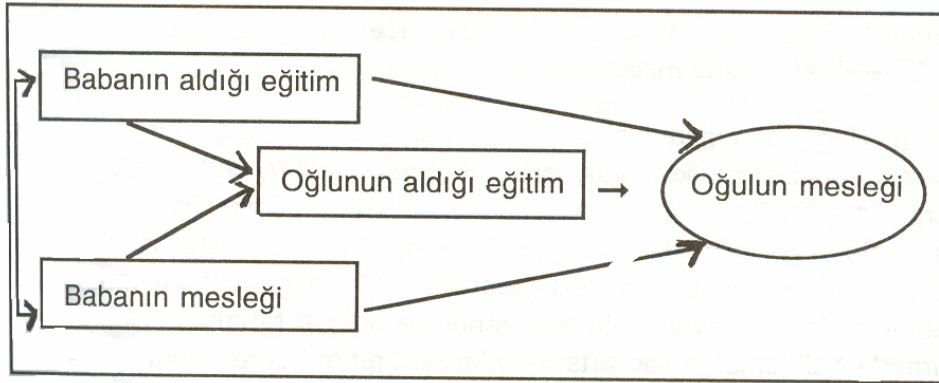 Babanın aldığı eğitim
Oğlunun aldığı eğitim
Oğulun mesleği
Babanın mesleği